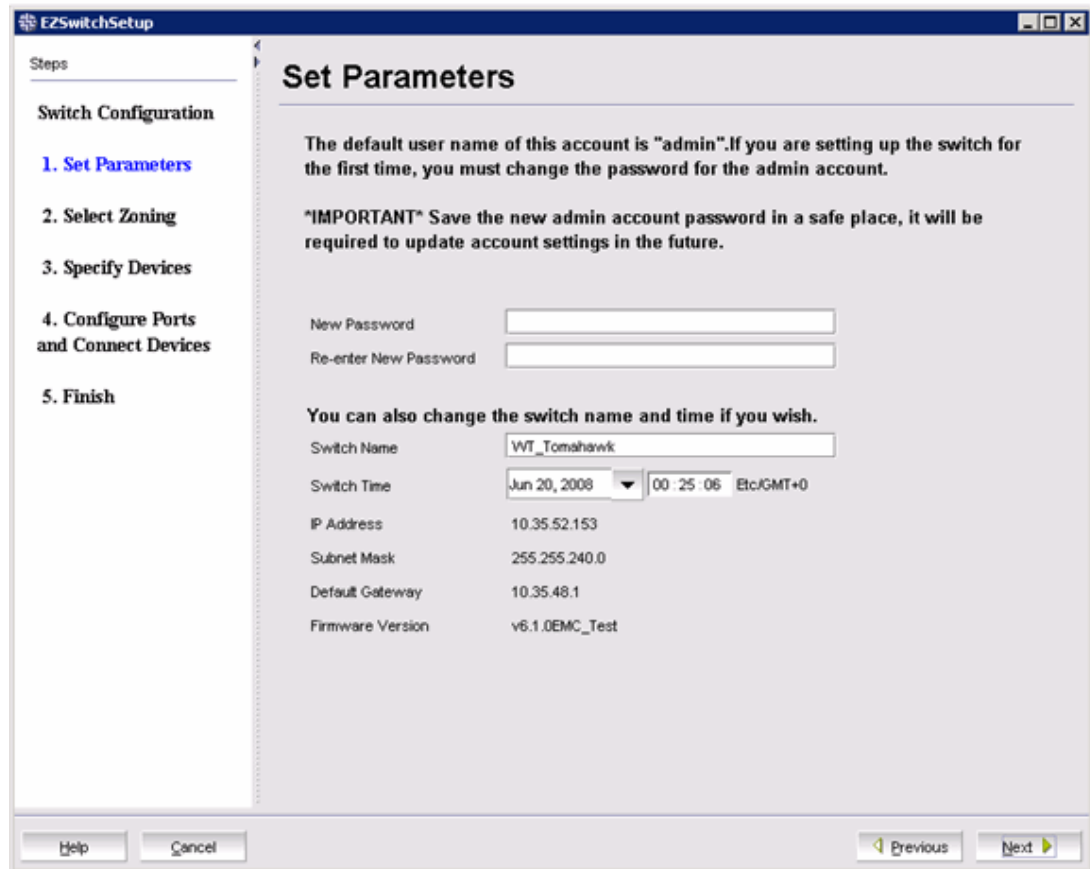 EZSwitchSetup
Steps
Switch Configuration
1. Set Parameters
2. Select Zoning
3. Specify Devices
4. Configure Ports
and Connect Devices
5. Finish
Set Parameters
The default user name of this account is "admin".If you are setting up the switch for
the first time, you must change the password for the admin account.
*IMPORTANT* Save the new admin account password in a safe place, it will be
required to update account settings in the future.
New Password
Re-enter New Password
You can also change the switch name and time if you wish.
Switch Name VVT_Tomahawk
Switch Time Jun 20, 2008 00:25:06 Etc/GMT+0
IP Address 10.35.52.153
Subnet Mask 255.255.240.0
Default Gateway 10.35.48.1
Firmware Version v6.1.0EMC_Test
Help Cancel Previous Next